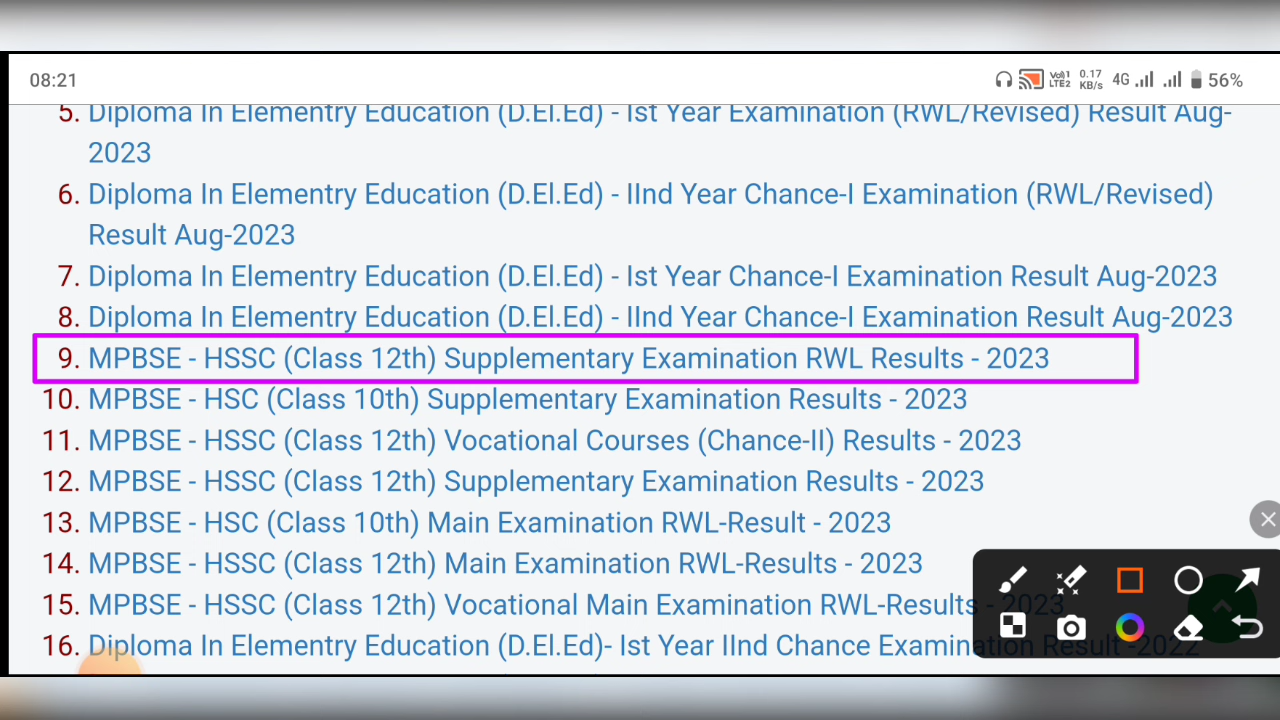 08:21
Vo)) 1 LTE2 0.17 KB/s 4G 56%
5. Diploma In Elementry Education (D.El.Ed) - Ist Year Examination (RWL/Revised) Result Aug-
2023
6. Diploma In Elementry Education (D.El.Ed) - IInd Year Chance-I Examination (RWL/Revised)
Result Aug-2023
7. Diploma In Elementry Education (D.El.Ed) - Ist Year Chance-I Examination Result Aug-2023
8. Diploma In Elementry Education (D.El.Ed) - IInd Year Chance-I Examination Result Aug-2023
9. MPBSE - HSSC (Class 12th) Supplementary Examination RWL Results - 2023
10. MPBSE - HSC (Class 10th) Supplementary Examination Results - 2023
11. MPBSE - HSSC (Class 12th) Vocational Courses (Chance-II) Results - 2023
12. MPBSE - HSSC (Class 12th) Supplementary Examination Results - 2023
13. MPBSE - HSC (Class 10th) Main Examination RWL-Result - 2023
14. MPBSE - HSSC (Class 12th) Main Examination RWL-Results - 2023
15. MPBSE - HSSC (Class 12th) Vocational Main Examination RWL-Results - 2023
16. Diploma In Elementry Education (D.El.Ed)- Ist Year IInd Chance Examination Result -2022